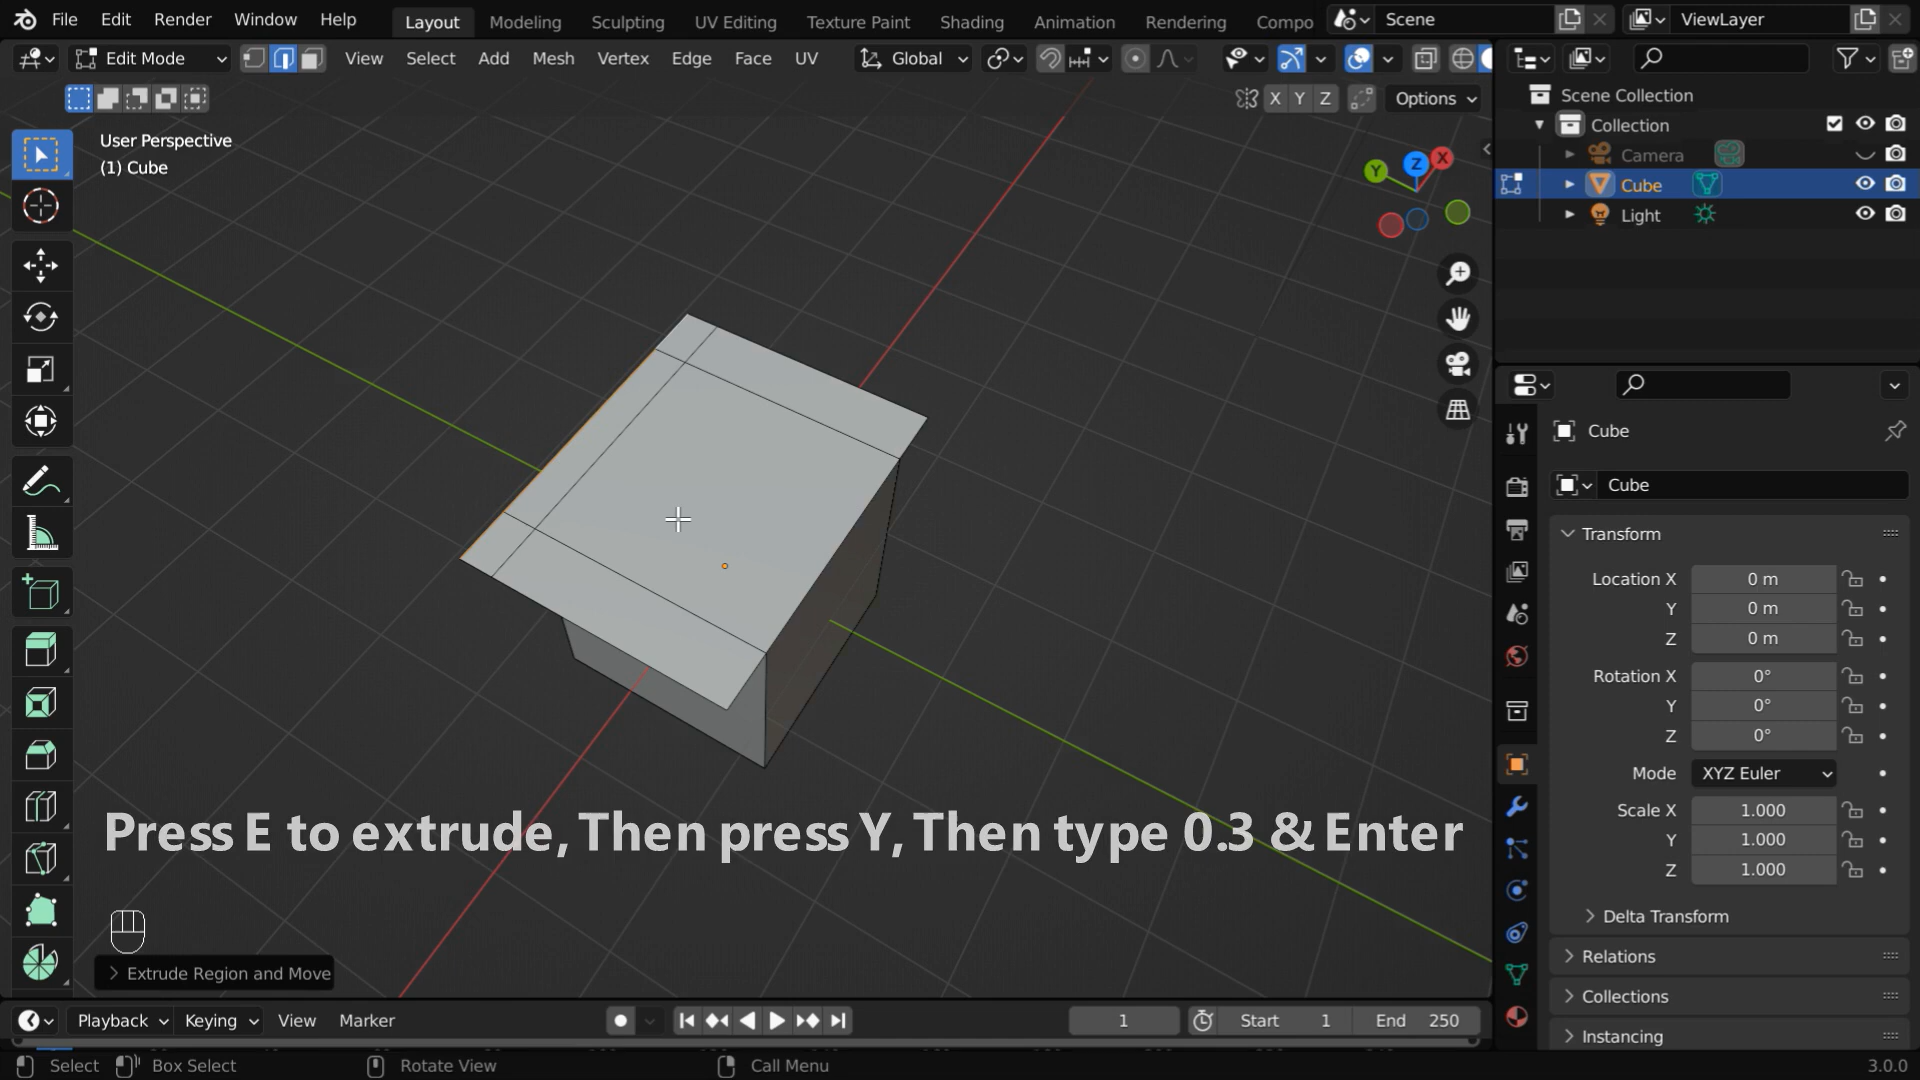 File Edit Render Window Help Layout Modeling Sculpting UV Editing Texture Paint Shading Animation Rendering Compo Scene ViewLayer
Edit Mode View Select Add Mesh Vertex Edge Face UV Global
X Y Z Options
User Perspective
(1) Cube
Y Z X
Scene Collection
Collection
Camera
Cube
Light
Cube
Cube
Transform
Location X 0 m
Y 0 m
Z 0 m
Rotation X 0°
Y 0°
Z 0°
Mode XYZ Euler
Scale X 1.000
Y 1.000
Z 1.000
Delta Transform
Relations
Collections
Instancing
Press E to extrude, Then press Y, Then type 0.3 & Enter
Extrude Region and Move
Playback Keying View Marker 1 Start 1 End 250
Select Box Select Rotate View Call Menu 3.0.0